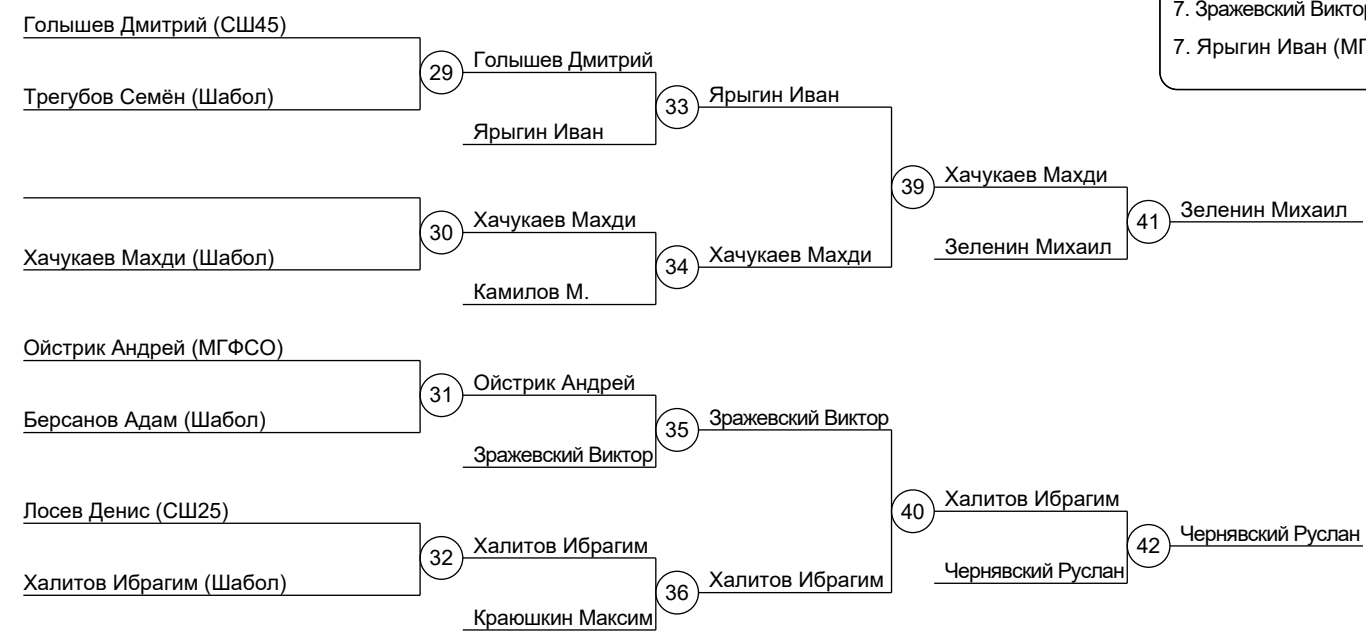 7. Зражевский Виктор
7. Ярыгин Иван
Голышев Дмитрий (СШ45)
29
Голышев Дмитрий
Трегубов Семён (Шабол)
33
Ярыгин Иван
Ярыгин Иван
39
Хачукаев Махди
30
Хачукаев Махди
Хачукаев Махди (Шабол)
34
Хачукаев Махди
Камилов М.
Зеленин Михаил
41
Зеленин Михаил
Ойстрик Андрей (МГФСО)
31
Ойстрик Андрей
Берсанов Адам (Шабол)
35
Зражевский Виктор
Зражевский Виктор
40
Халитов Ибрагим
Лосев Денис (СШ25)
32
Халитов Ибрагим
Халитов Ибрагим (Шабол)
36
Халитов Ибрагим
Краюшкин Максим
Чернявский Руслан
42
Чернявский Руслан